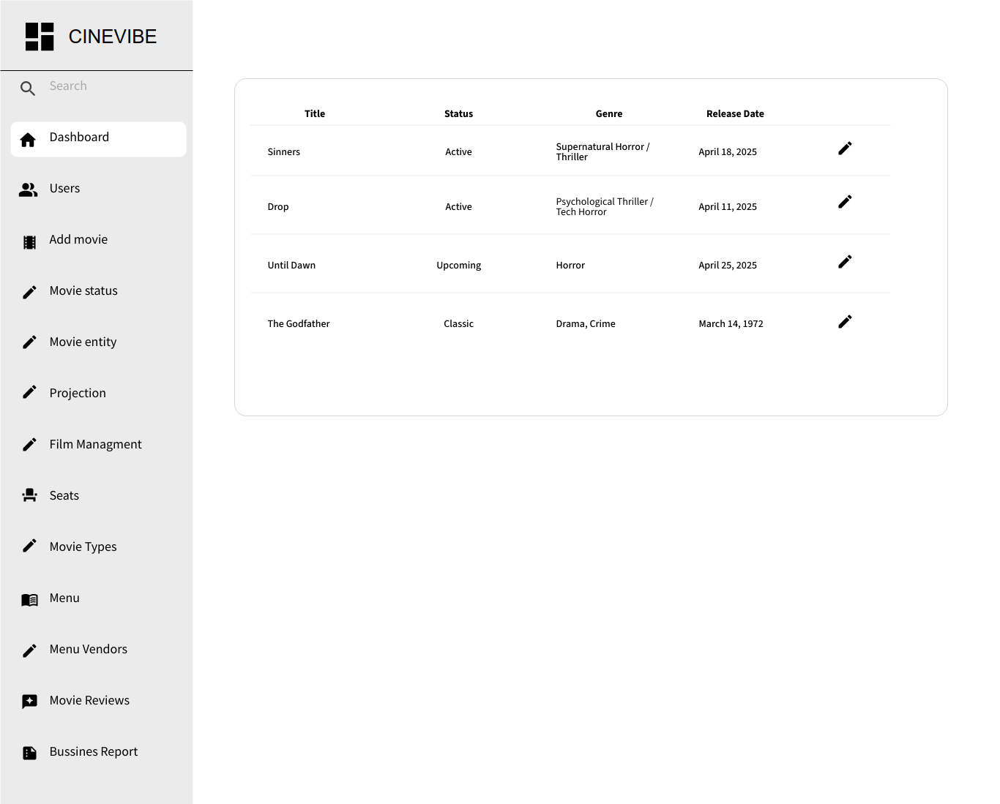 CINEVIBE
Search
Dashboard
Users
Add movie
Movie status
Movie entity
Projection
Film Managment
Seats
Movie Types
Menu
Menu Vendors
Movie Reviews
Bussines Report
Title Status Genre Release Date
Sinners Active Supernatural Horror / April 18, 2025
Thriller
Drop Active Psychological Thriller / April 11, 2025
Tech Horror
Until Dawn Upcoming Horror April 25, 2025
The Godfather Classic Drama, Crime March 14, 1972